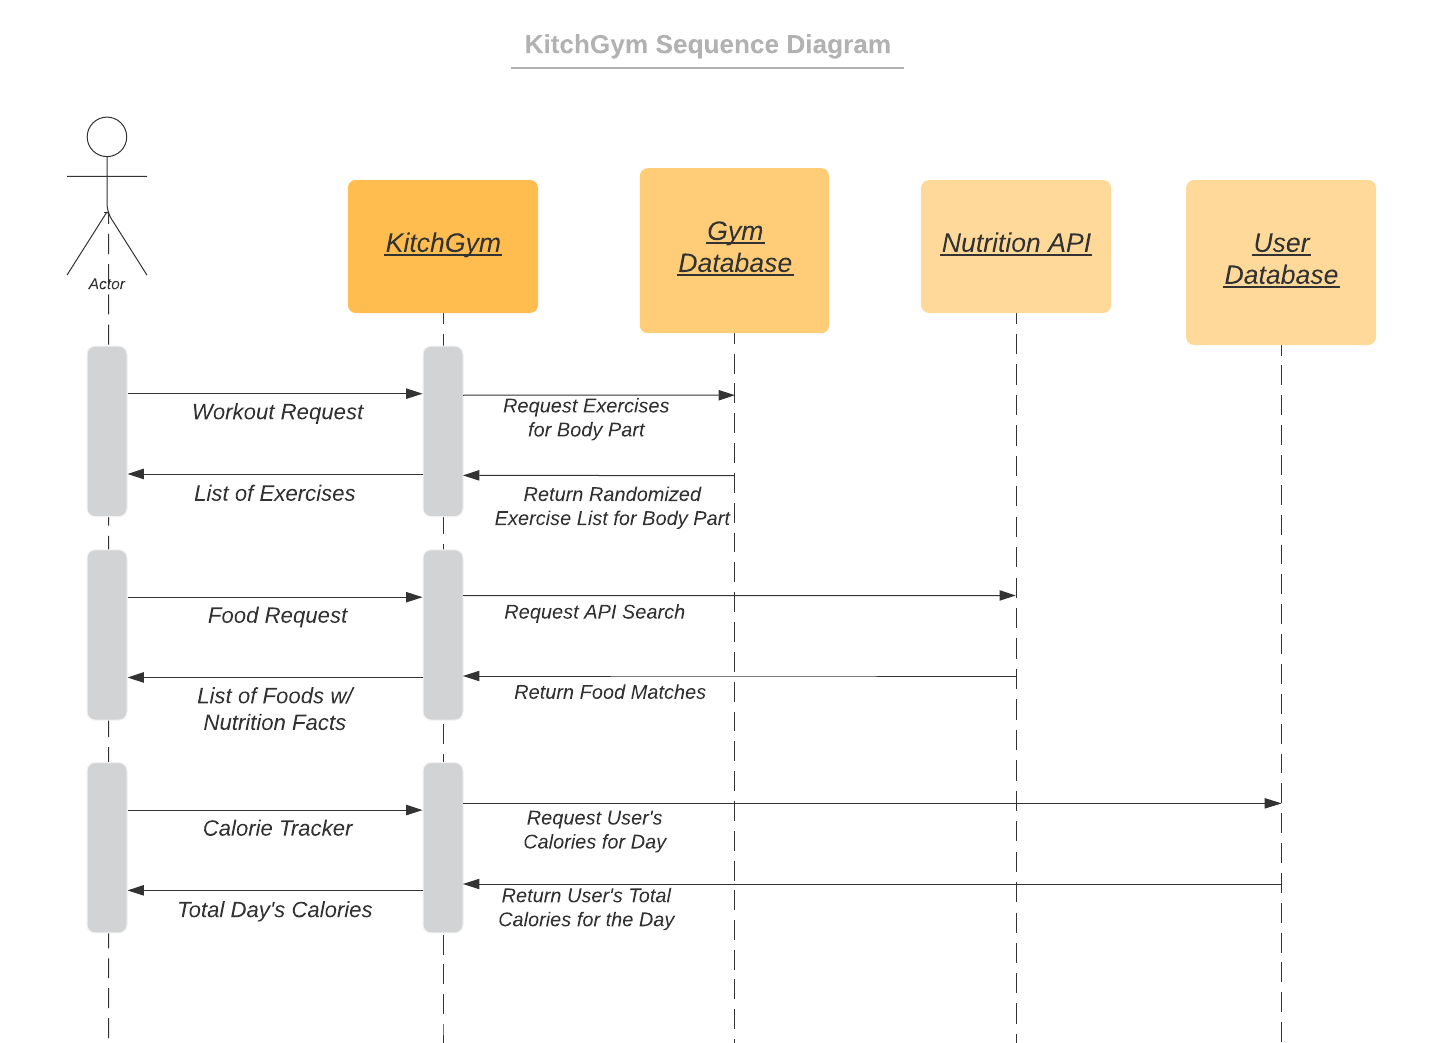 KitchGym Sequence Diagram
Actor
KitchGym
Gym
Database
Nutrition API
User
Database
Workout Request
Request Exercises
for Body Part
List of Exercises
Return Randomized
Exercise List for Body Part
Food Request
Request API Search
List of Foods w/
Nutrition Facts
Return Food Matches
Calorie Tracker
Request User's
Calories for Day
Total Day's Calories
Return User's Total
Calories for the Day